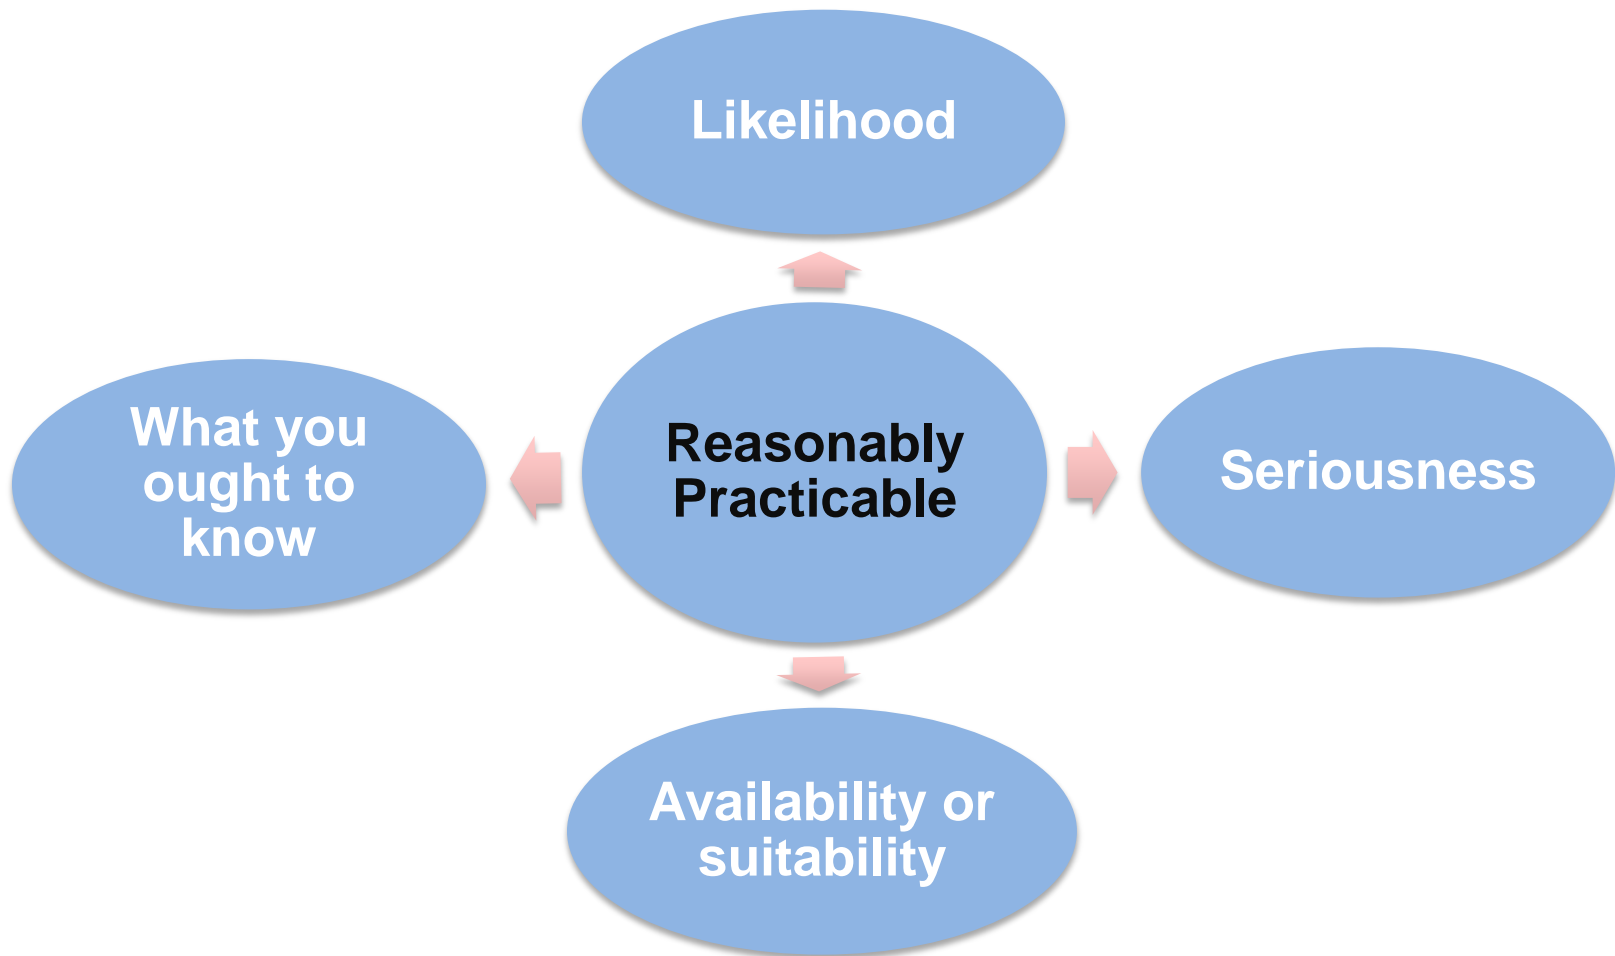 Likelihood
What you
ought to
know
Reasonably
Practicable
Seriousness
Availability or
suitability